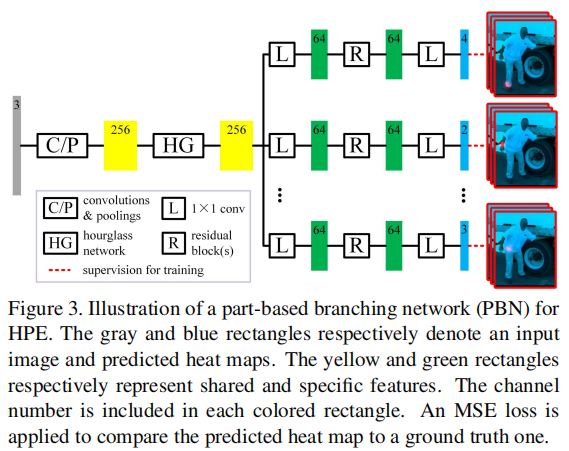 64 64 4
L R L
3
256 256 64 64 2
C/P HG L R L
64 64 3
L R L
C/P convolutions & poolings L 1×1 conv
HG hourglass network R residual block(s)
supervision for training
Figure 3. Illustration of a part-based branching network (PBN) for
HPE. The gray and blue rectangles respectively denote an input
image and predicted heat maps. The yellow and green rectangles
respectively represent shared and specific features. The channel
number is included in each colored rectangle. An MSE loss is
applied to compare the predicted heat map to a ground truth one.